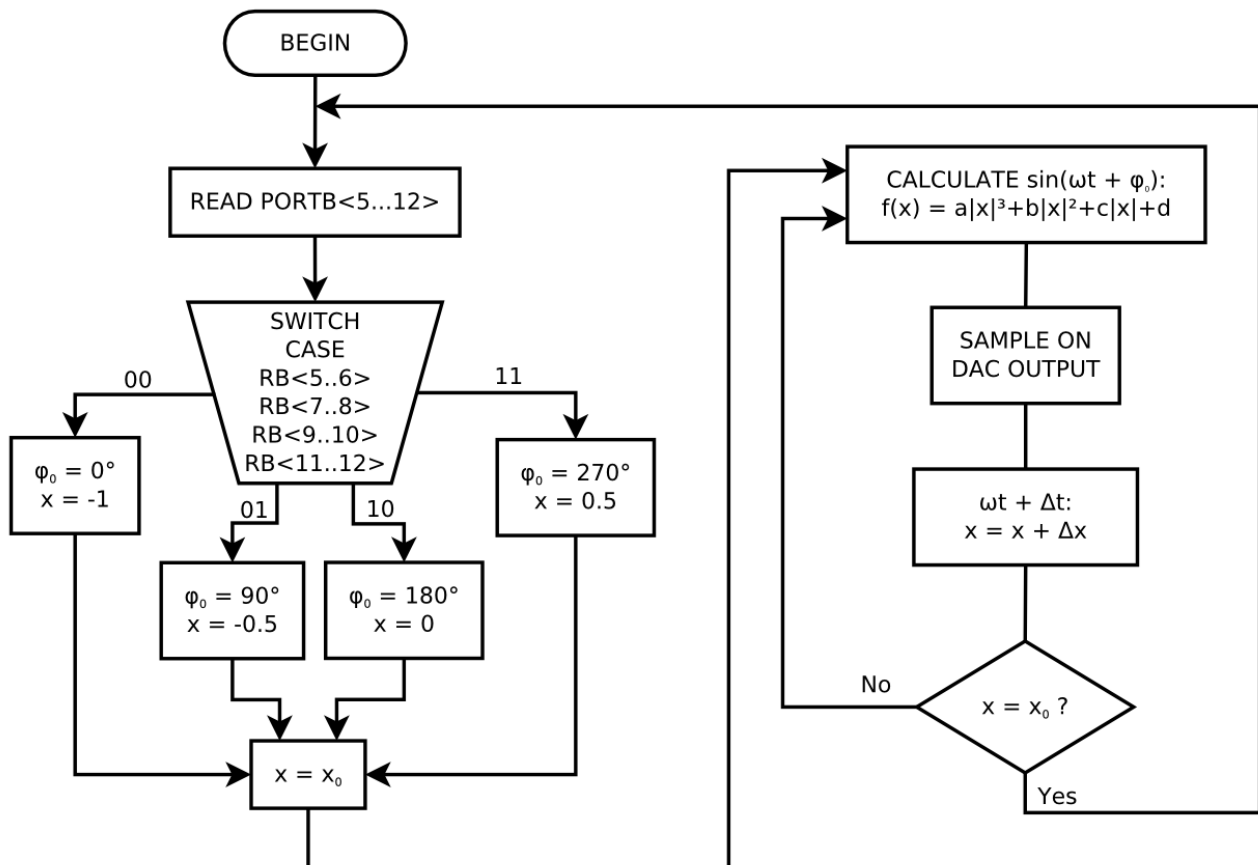 BEGIN
READ PORTB<5...12>
SWITCH
CASE
RB<5..6>
RB<7..8>
RB<9..10>
RB<11..12>
00
11
01
10
φ₀ = 0°
x = -1
φ₀ = 90°
x = -0.5
φ₀ = 180°
x = 0
φ₀ = 270°
x = 0.5
x = x₀
CALCULATE sin(ωt + φ₀):
f(x) = a|x|³+b|x|²+c|x|+d
SAMPLE ON
DAC OUTPUT
ωt + Δt:
x = x + Δx
x = x₀ ?
No
Yes